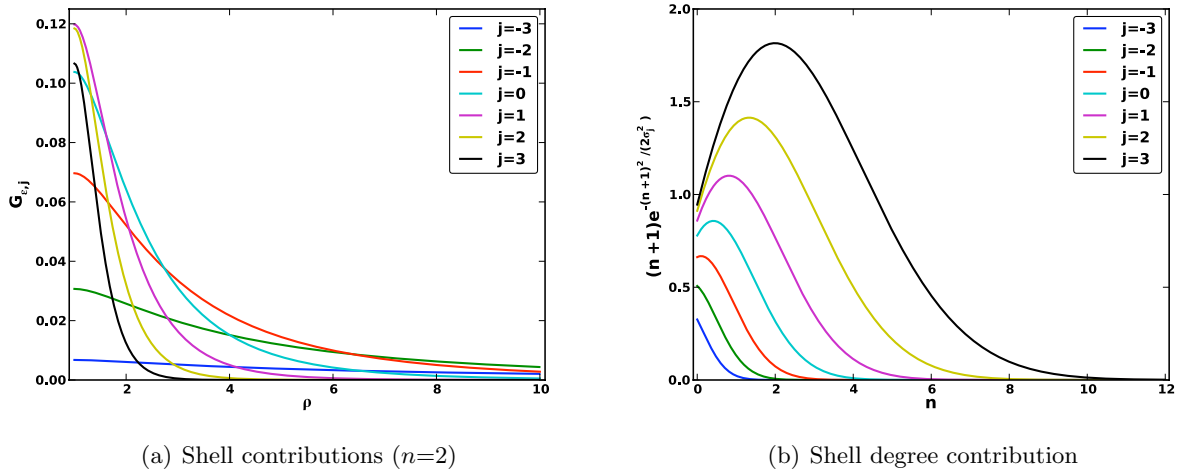 0.12
0.10
0.08
0.06
0.04
0.02
0.00
G_{ε,j}
2 4 6 8 10
ρ
j=-3
j=-2
j=-1
j=0
j=1
j=2
j=3
(a) Shell contributions (n=2)
2.0
1.5
1.0
0.5
0.0
(n+1)e^{-(n+1)^2/(2σ_j^2)}
0 2 4 6 8 10 12
n
j=-3
j=-2
j=-1
j=0
j=1
j=2
j=3
(b) Shell degree contribution